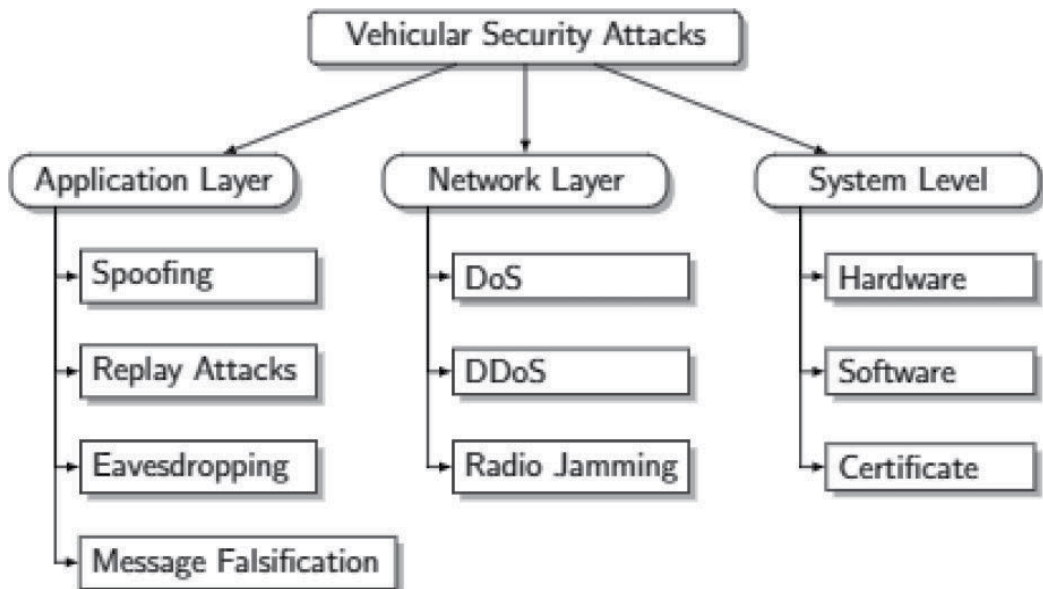 Vehicular Security Attacks
Application Layer
Spoofing
Replay Attacks
Eavesdropping
Message Falsification
Network Layer
DoS
DDoS
Radio Jamming
System Level
Hardware
Software
Certificate